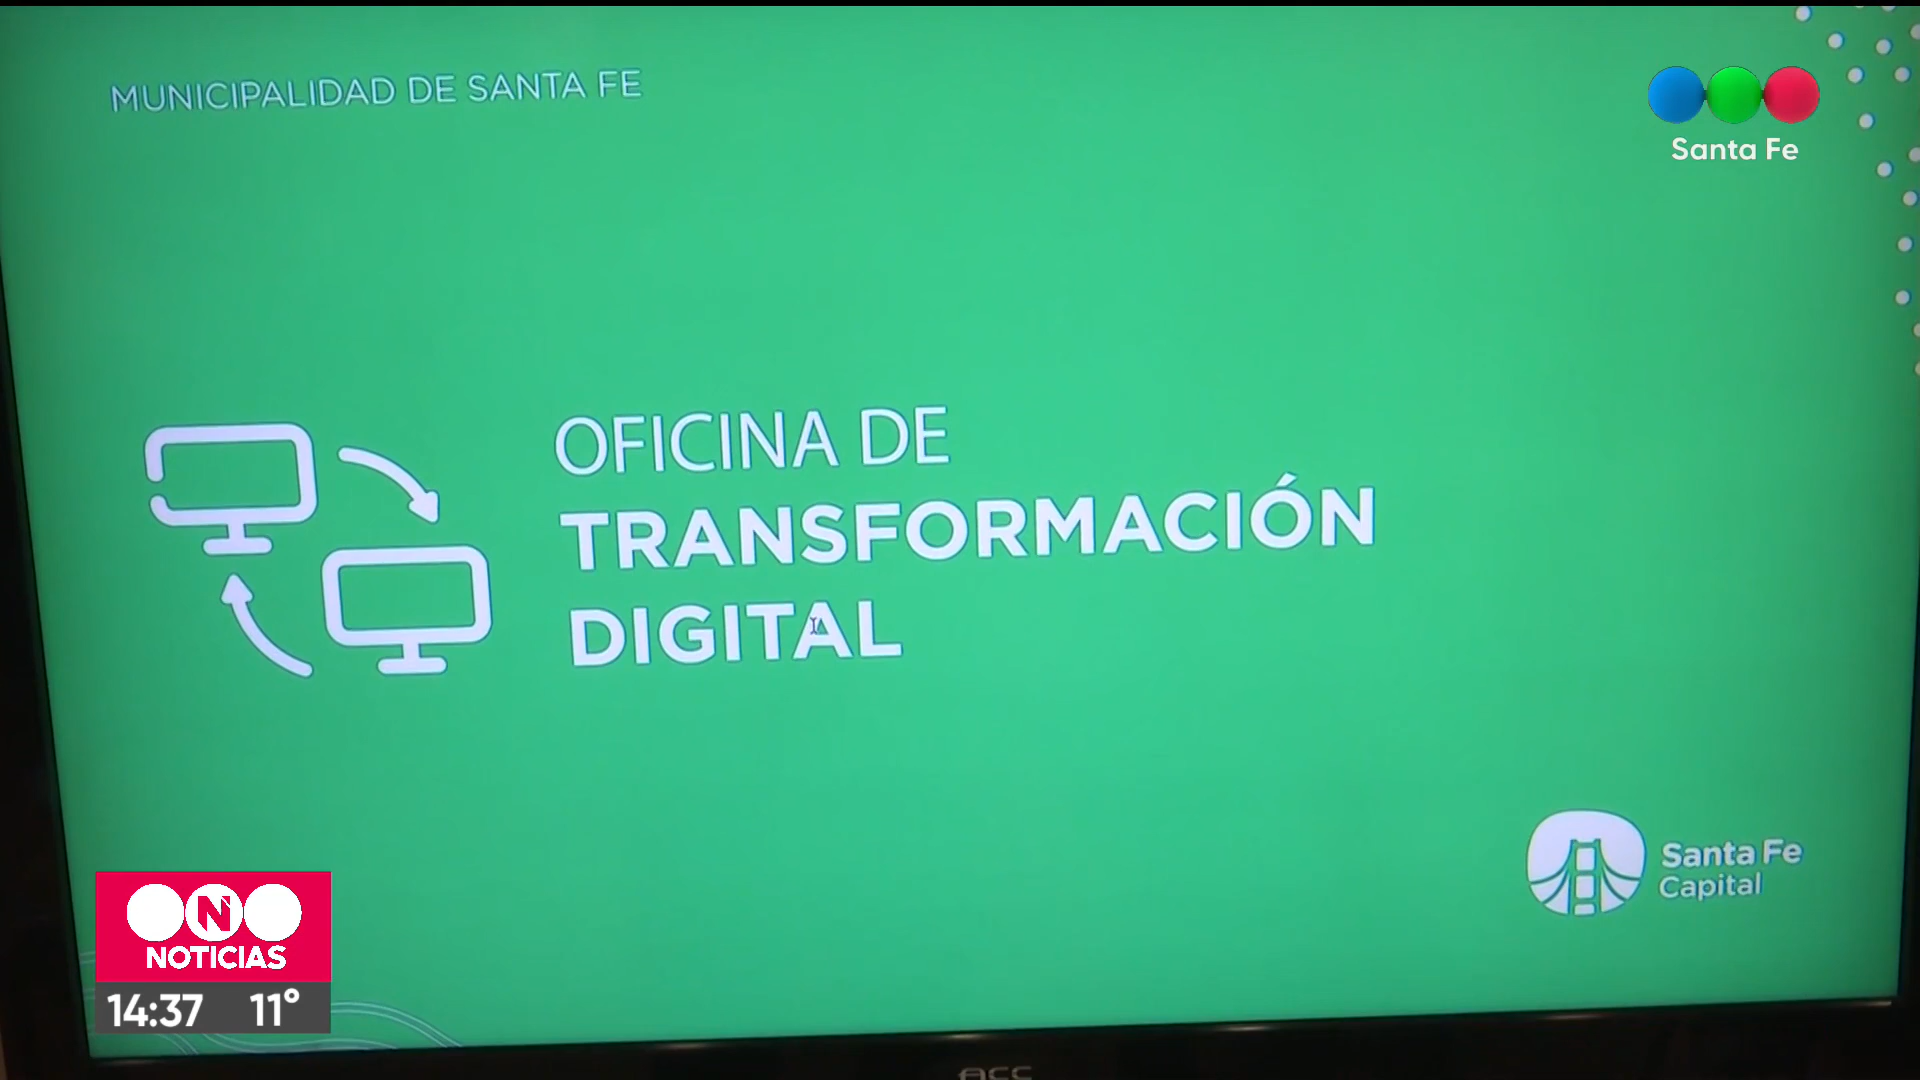 MUNICIPALIDAD DE SANTA FE
Santa Fe
OFICINA DE
TRANSFORMACIÓN
DIGITAL
Santa Fe
Capital
N
NOTICIAS
14:37 11°